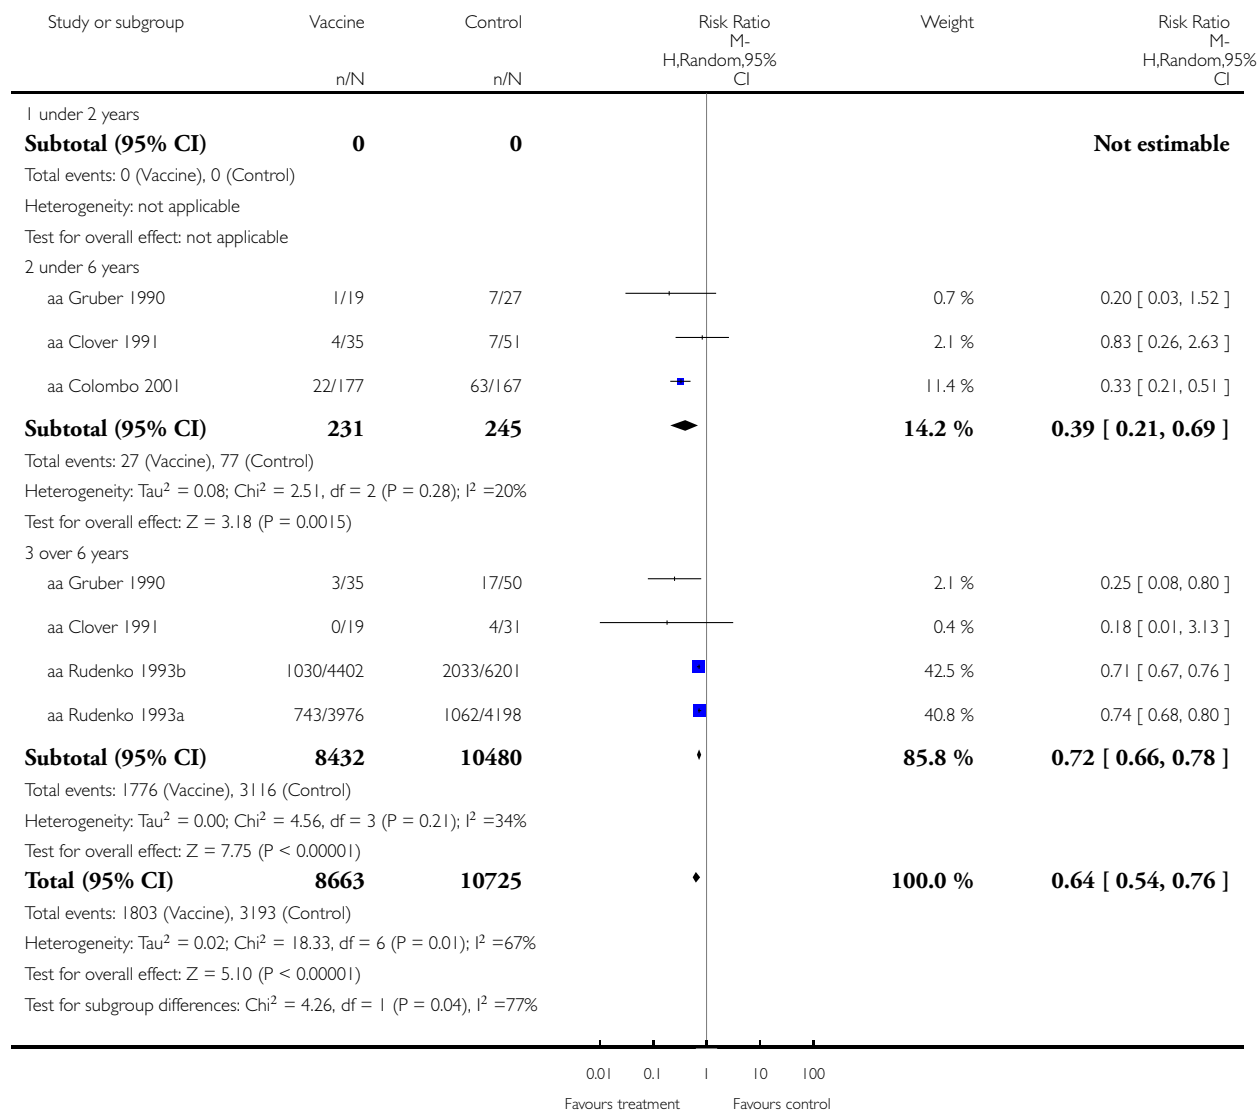 Study or subgroup Vaccine Control Risk Ratio Weight Risk Ratio
M- M-
H,Random,95% H,Random,95%
n/N n/N CI CI
1 under 2 years
Subtotal (95% CI) 0 0 Not estimable
Total events: 0 (Vaccine), 0 (Control)
Heterogeneity: not applicable
Test for overall effect: not applicable
2 under 6 years
aa Gruber 1990 1/19 7/27 0.7 % 0.20 [ 0.03, 1.52 ]
aa Clover 1991 4/35 7/51 2.1 % 0.83 [ 0.26, 2.63 ]
aa Colombo 2001 22/177 63/167 11.4 % 0.33 [ 0.21, 0.51 ]
Subtotal (95% CI) 231 245 14.2 % 0.39 [ 0.21, 0.69 ]
Total events: 27 (Vaccine), 77 (Control)
Heterogeneity: Tau² = 0.08; Chi² = 2.51, df = 2 (P = 0.28); I² =20%
Test for overall effect: Z = 3.18 (P = 0.0015)
3 over 6 years
aa Gruber 1990 3/35 17/50 2.1 % 0.25 [ 0.08, 0.80 ]
aa Clover 1991 0/19 4/31 0.4 % 0.18 [ 0.01, 3.13 ]
aa Rudenko 1993b 1030/4402 2033/6201 42.5 % 0.71 [ 0.67, 0.76 ]
aa Rudenko 1993a 743/3976 1062/4198 40.8 % 0.74 [ 0.68, 0.80 ]
Subtotal (95% CI) 8432 10480 85.8 % 0.72 [ 0.66, 0.78 ]
Total events: 1776 (Vaccine), 3116 (Control)
Heterogeneity: Tau² = 0.00; Chi² = 4.56, df = 3 (P = 0.21); I² =34%
Test for overall effect: Z = 7.75 (P < 0.00001)
Total (95% CI) 8663 10725 100.0 % 0.64 [ 0.54, 0.76 ]
Total events: 1803 (Vaccine), 3193 (Control)
Heterogeneity: Tau² = 0.02; Chi² = 18.33, df = 6 (P = 0.01); I² =67%
Test for overall effect: Z = 5.10 (P < 0.00001)
Test for subgroup differences: Chi² = 4.26, df = 1 (P = 0.04), I² =77%
0.01 0.1 1 10 100
Favours treatment Favours control